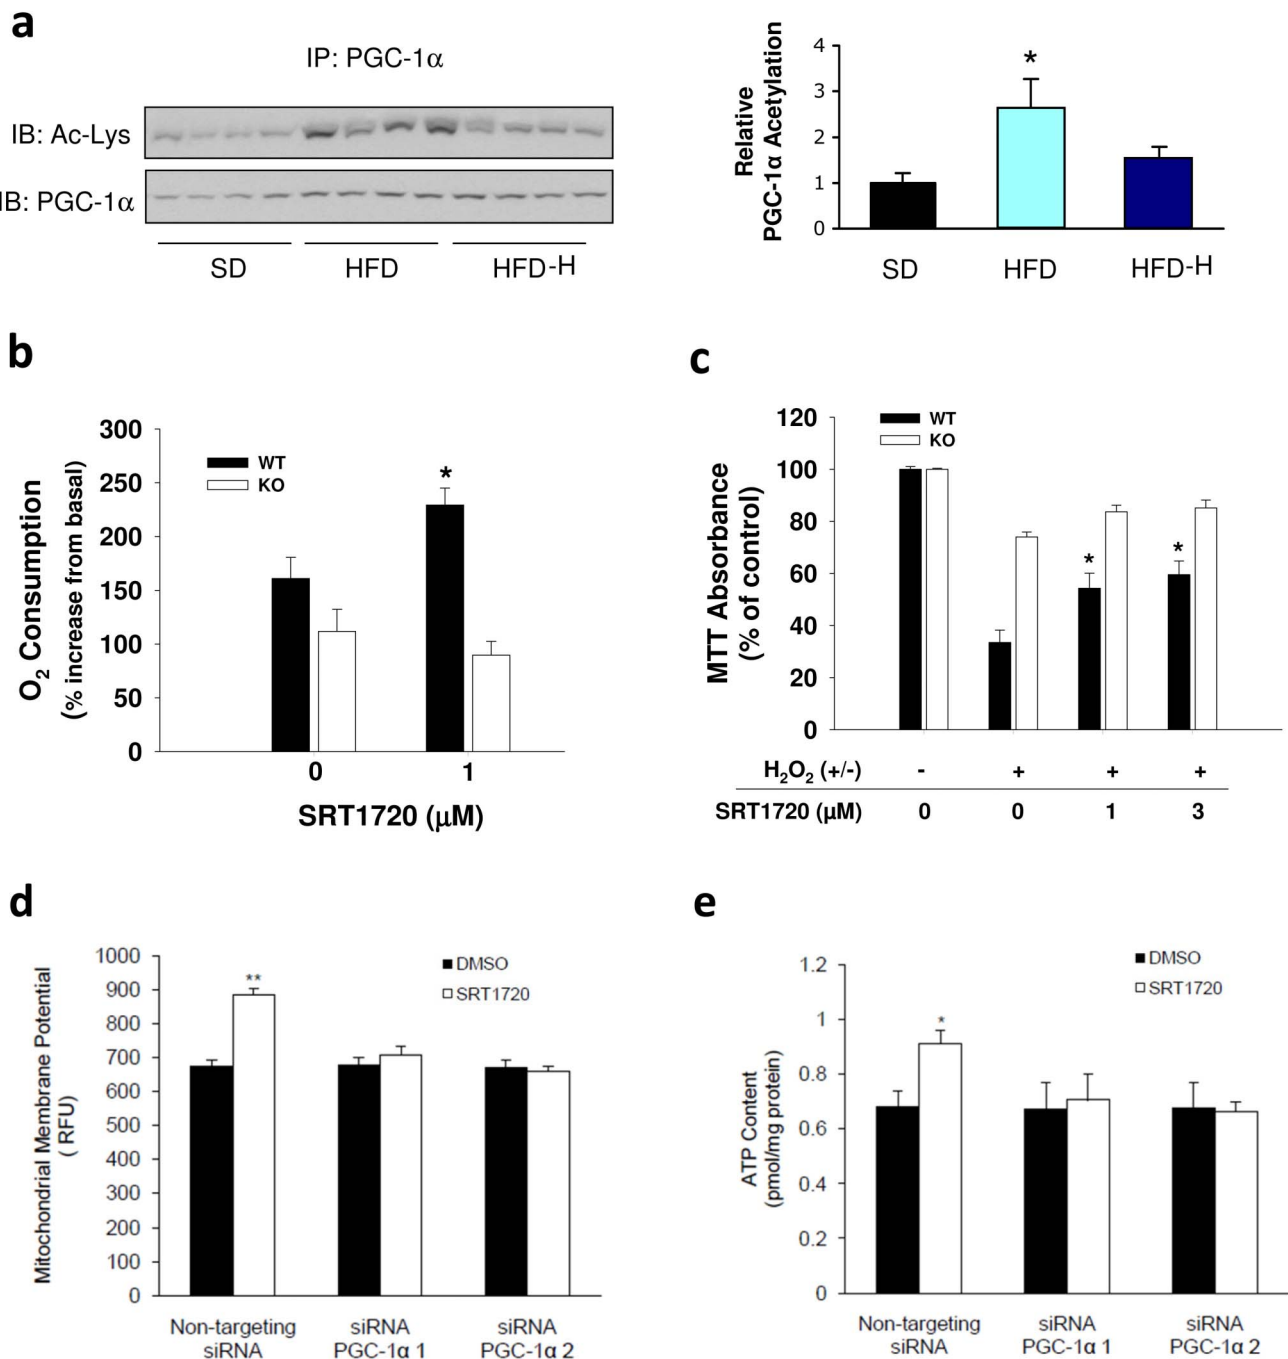 a
IP: PGC-1α
IB: Ac-Lys
IB: PGC-1α
SD HFD HFD-H
Relative
PGC-1α Acetylation
4
3
2
1
0
*
SD HFD HFD-H
b
O2 Consumption
(% increase from basal)
300
250
200
150
100
50
0
WT
KO
*
0 1
SRT1720 (μM)
c
MTT Absorbance
(% of control)
120
100
80
60
40
20
0
WT
KO
* *
H2O2 (+/-) - + + +
SRT1720 (μM) 0 0 1 3
d
Mitochondrial Membrane Potential
( RFU)
1000
900
800
700
600
500
400
300
200
100
0
DMSO
SRT1720
**
Non-targeting siRNA siRNA
siRNA PGC-1α 1 PGC-1α 2
e
ATP Content
(pmol/mg protein)
1.2
1
0.8
0.6
0.4
0.2
0
DMSO
SRT1720
*
Non-targeting siRNA siRNA
siRNA PGC-1α 1 PGC-1α 2